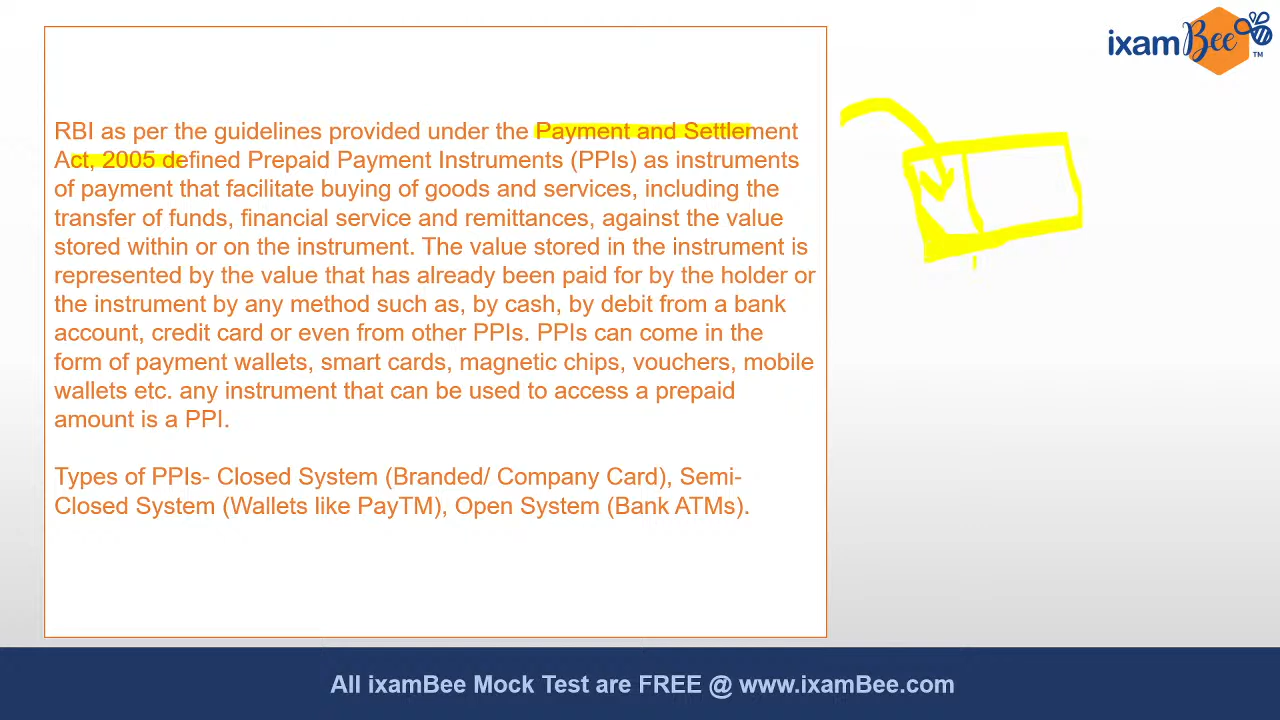 ixamBee
TM
RBI as per the guidelines provided under the Payment and Settlement
Act, 2005 defined Prepaid Payment Instruments (PPIs) as instruments
of payment that facilitate buying of goods and services, including the
transfer of funds, financial service and remittances, against the value
stored within or on the instrument. The value stored in the instrument is
represented by the value that has already been paid for by the holder or
the instrument by any method such as, by cash, by debit from a bank
account, credit card or even from other PPIs. PPIs can come in the
form of payment wallets, smart cards, magnetic chips, vouchers, mobile
wallets etc. any instrument that can be used to access a prepaid
amount is a PPI.
Types of PPIs- Closed System (Branded/ Company Card), Semi-
Closed System (Wallets like PayTM), Open System (Bank ATMs).
All ixamBee Mock Test are FREE @ www.ixamBee.com